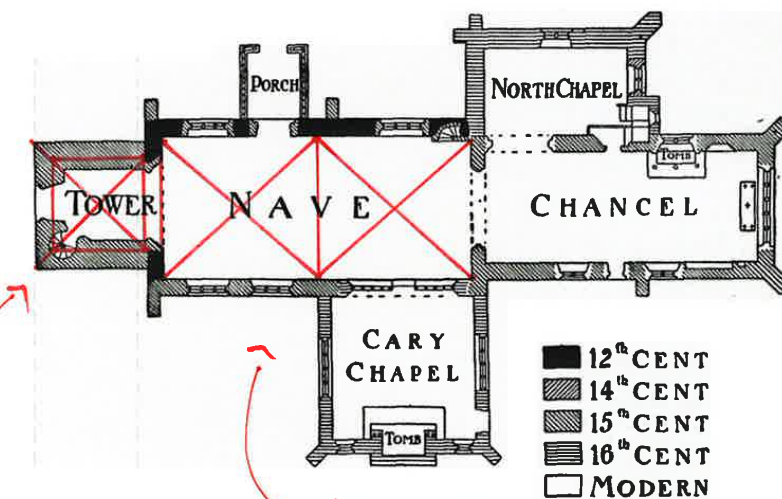 PORCH
NORTH CHAPEL
TOMB
TOWER
NAVE
CHANCEL
CARY
CHAPEL
TOMB
12th CENT
14th CENT
15th CENT
16th CENT
MODERN